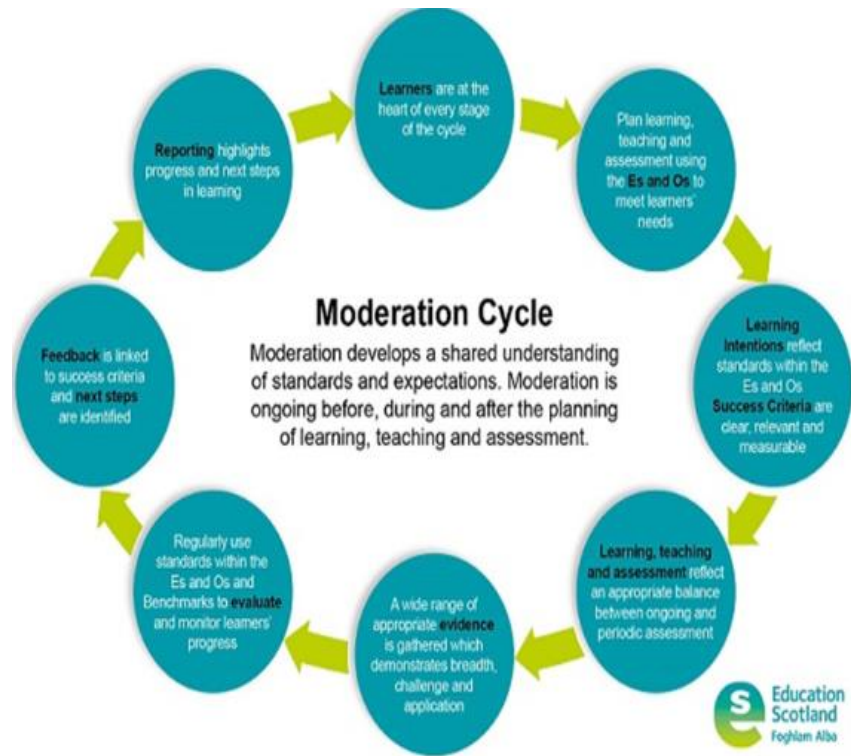 Learners are at the
heart of every stage
of the cycle
Plan learning,
teaching and
assessment using
the Es and Os to
meet learners'
needs
Learning
Intentions reflect
standards within the
Es and Os
Success Criteria are
clear, relevant and
measurable
Learning, teaching
and assessment reflect
an appropriate balance
between ongoing and
periodic assessment
A wide range of
appropriate evidence
is gathered which
demonstrates breadth,
challenge and
application
Regularly use
standards within the
Es and Os and
Benchmarks to evaluate
and monitor learners'
progress
Feedback is linked
to success criteria
and next steps
are identified
Reporting highlights
progress and next steps
in learning
Moderation Cycle
Moderation develops a shared understanding
of standards and expectations. Moderation is
ongoing before, during and after the planning
of learning, teaching and assessment.
Education
Scotland
Foghlam Alba